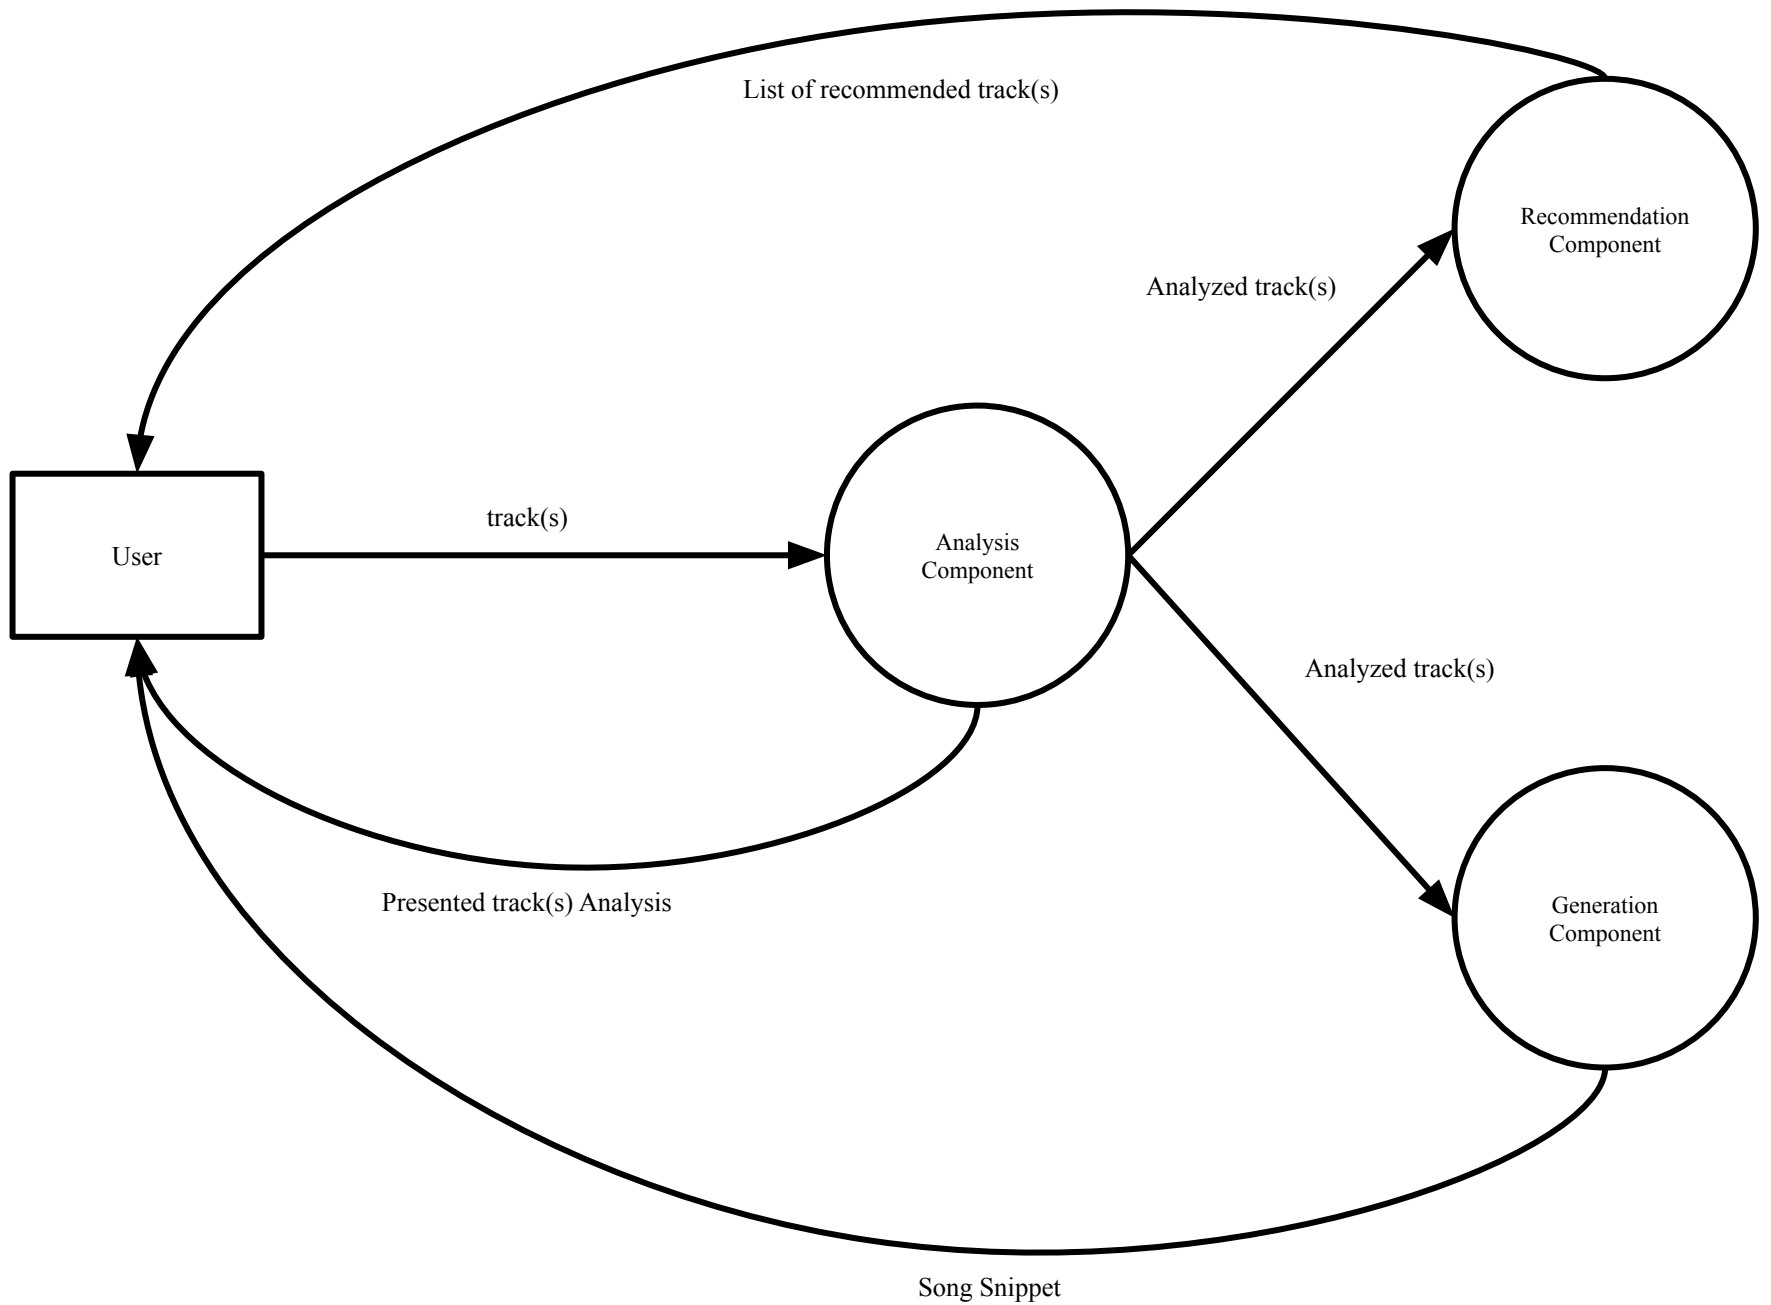 List of recommended track(s)
Recommendation
Component
Analyzed track(s)
track(s)
User
Analysis
Component
Analyzed track(s)
Presented track(s) Analysis
Generation
Component
Song Snippet